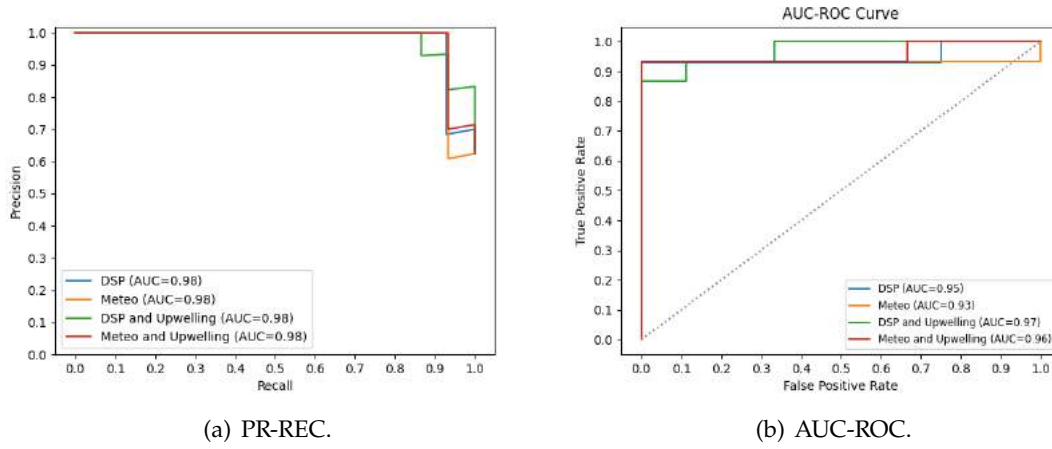 1.0
0.9
0.8
0.7
0.6
0.5
0.4
0.3
0.2
0.1
0.0
Precision
DSP (AUC=0.98)
Meteo (AUC=0.98)
DSP and Upwelling (AUC=0.98)
Meteo and Upwelling (AUC=0.98)
0.0 0.1 0.2 0.3 0.4 0.5 0.6 0.7 0.8 0.9 1.0
Recall
(a) PR-REC.
AUC-ROC Curve
1.0
0.9
0.8
0.7
0.6
0.5
0.4
0.3
0.2
0.1
0.0
True Positive Rate
DSP (AUC=0.95)
Meteo (AUC=0.93)
DSP and Upwelling (AUC=0.97)
Meteo and Upwelling (AUC=0.96)
0.0 0.1 0.2 0.3 0.4 0.5 0.6 0.7 0.8 0.9 1.0
False Positive Rate
(b) AUC-ROC.